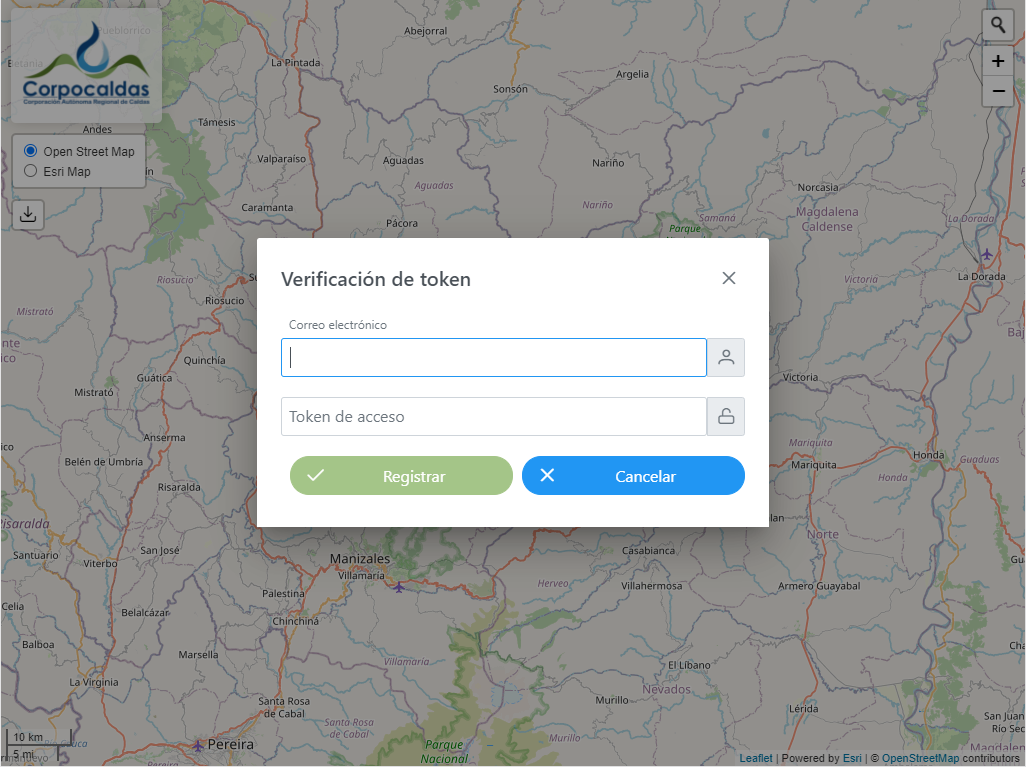 Pueblorrico
Abejorral
Betania
La Pintada
Argelia
Sonsón
Corpocaldas
Corporación Autónoma Regional de Caldas
Andes
Támesis
Open Street Map
Esri Map
Valparaíso
Aguadas
Nariño
Aguadas
Norcasia
Caramanta
Nariño
Magdalena
Caldense
Samaná
La Dorada
Pácora
Parque
Verificación de token
Riosucio
Victoria
La Dorada
Riosucio
Mistrató
Correo electrónico
Quinchía
Guática
Victoria
Mistrató
Token de acceso
Anserma
Mariquita
Honda
Belén de Umbría
Mariquita
Guaduas
Registrar
Cancelar
Honda
Risaralda
Risaralda
Norte
San José
Casabianca
Santuario
Manizales
Viterbo
Villamaría
Herveo
Villahermosa
Armero Guayabal
Palestina
Celia
Belalcázar
Chinchiná
Balboa
Marsella
Villamaría
El Líbano
La Virginia
Nevados
Santa Rosa
de Cabal
Murillo
Lérida
Santa Rosa
de Cabal
San Juan
Río Sec
10 km
Pereira
Parque
Nacional
Murillo
Magdalena
5 mi
Leaflet | Powered by Esri | © OpenStreetMap contributors